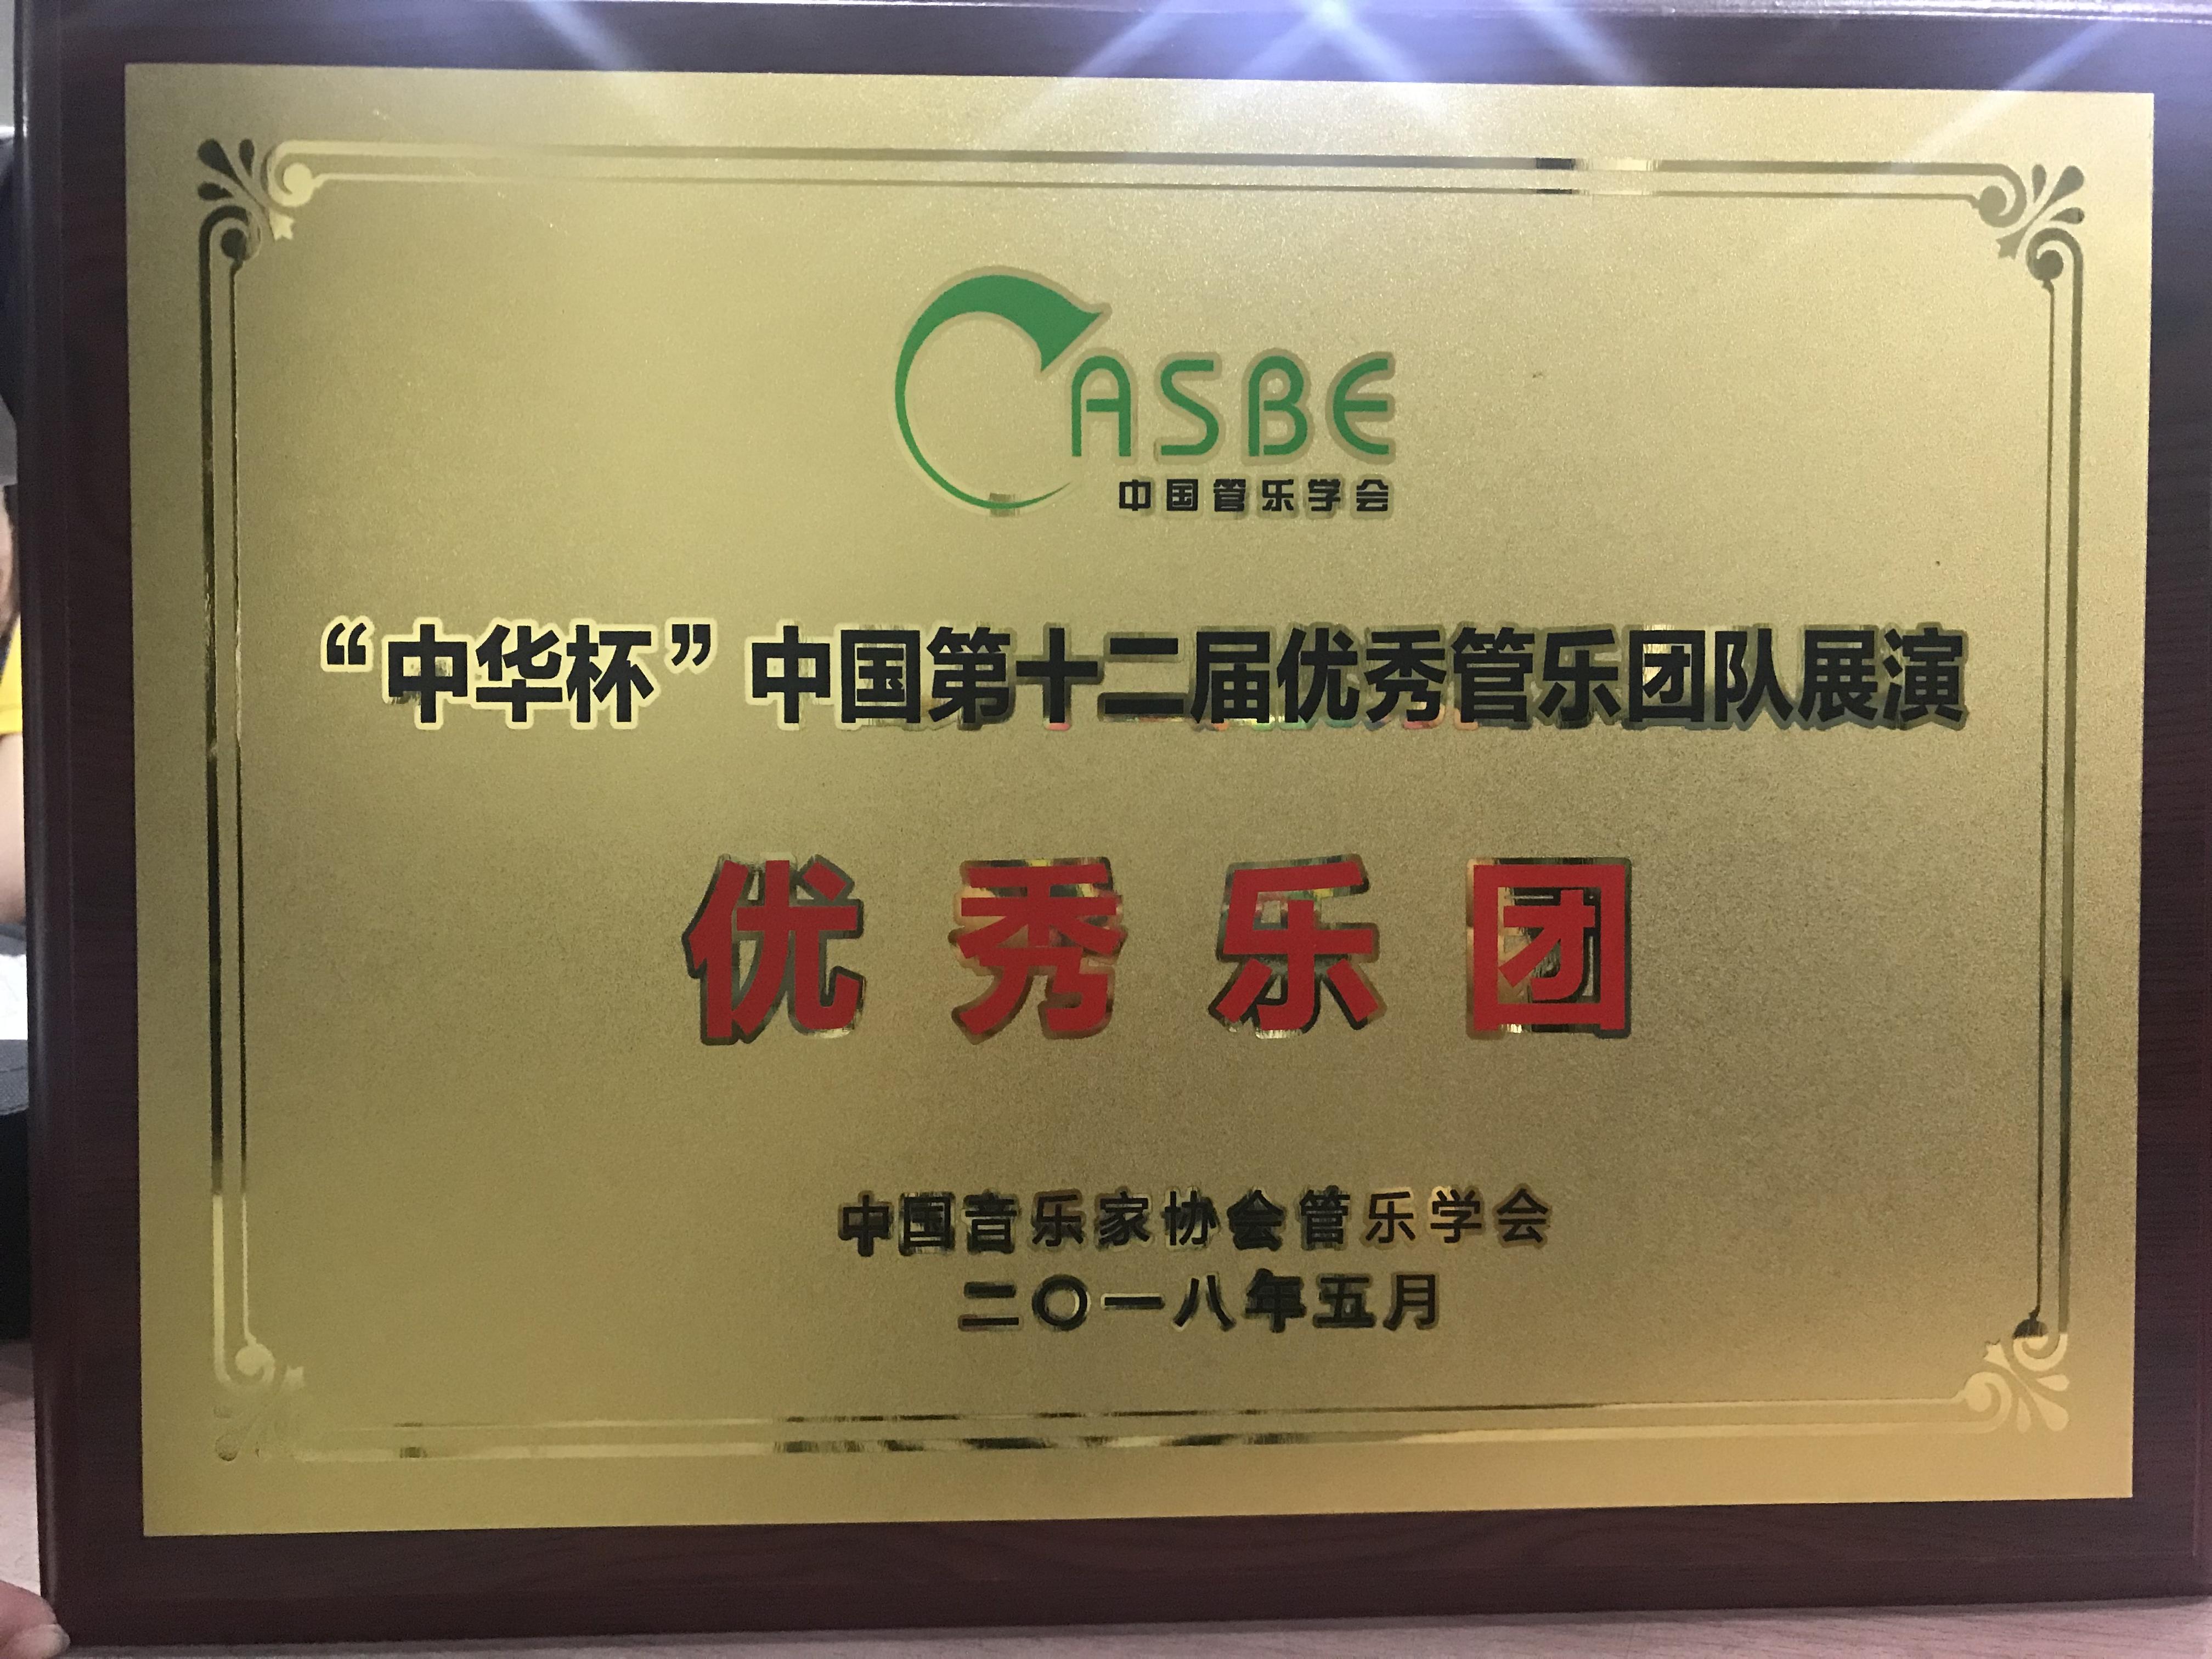 CASBE
中国管乐学会
“中华杯”中国第十二届优秀管乐团队展演
优秀乐团
中国音乐家协会管乐学会
二〇一八年五月